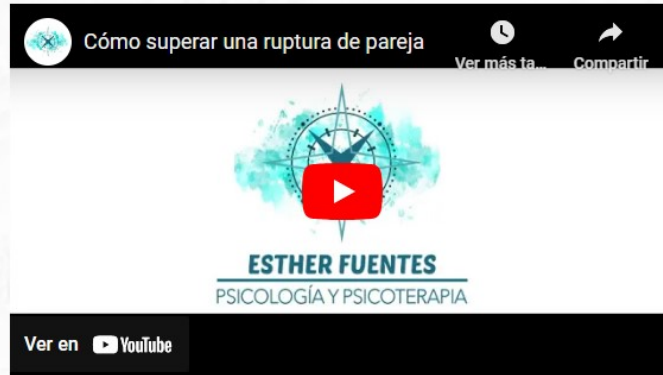 Cómo superar una ruptura de pareja
Ver más ta...
Compartir
ESTHER FUENTES
PSICOLOGÍA Y PSICOTERAPIA
Ver en YouTube